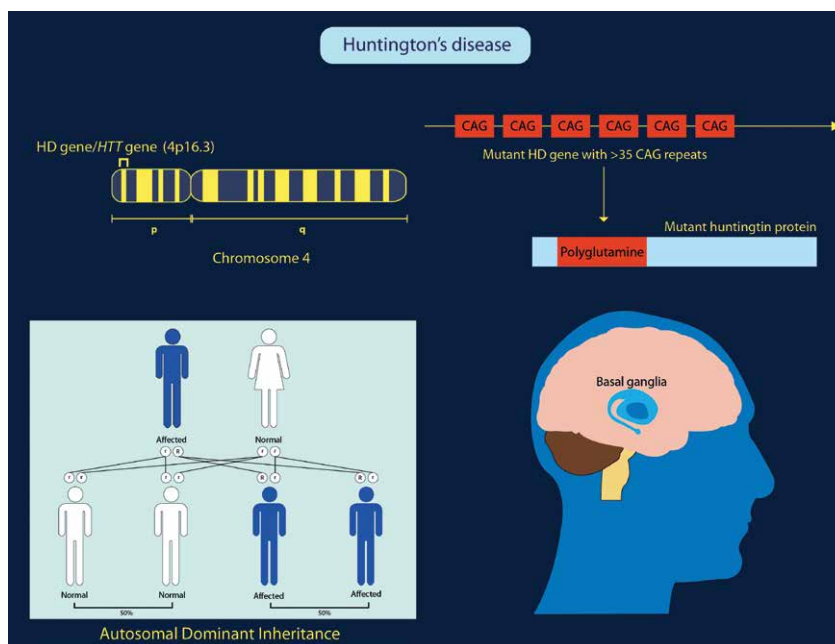 Huntington's disease
HD gene/HTT gene (4p16.3)
p
q
Chromosome 4
CAG CAG CAG CAG CAG CAG
Mutant HD gene with >35 CAG repeats
Mutant huntingtin protein
Polyglutamine
Affected Normal
r R r r
r r r r R r R r
Normal Normal Affected Affected
50% 50%
Autosomal Dominant Inheritance
Basal ganglia